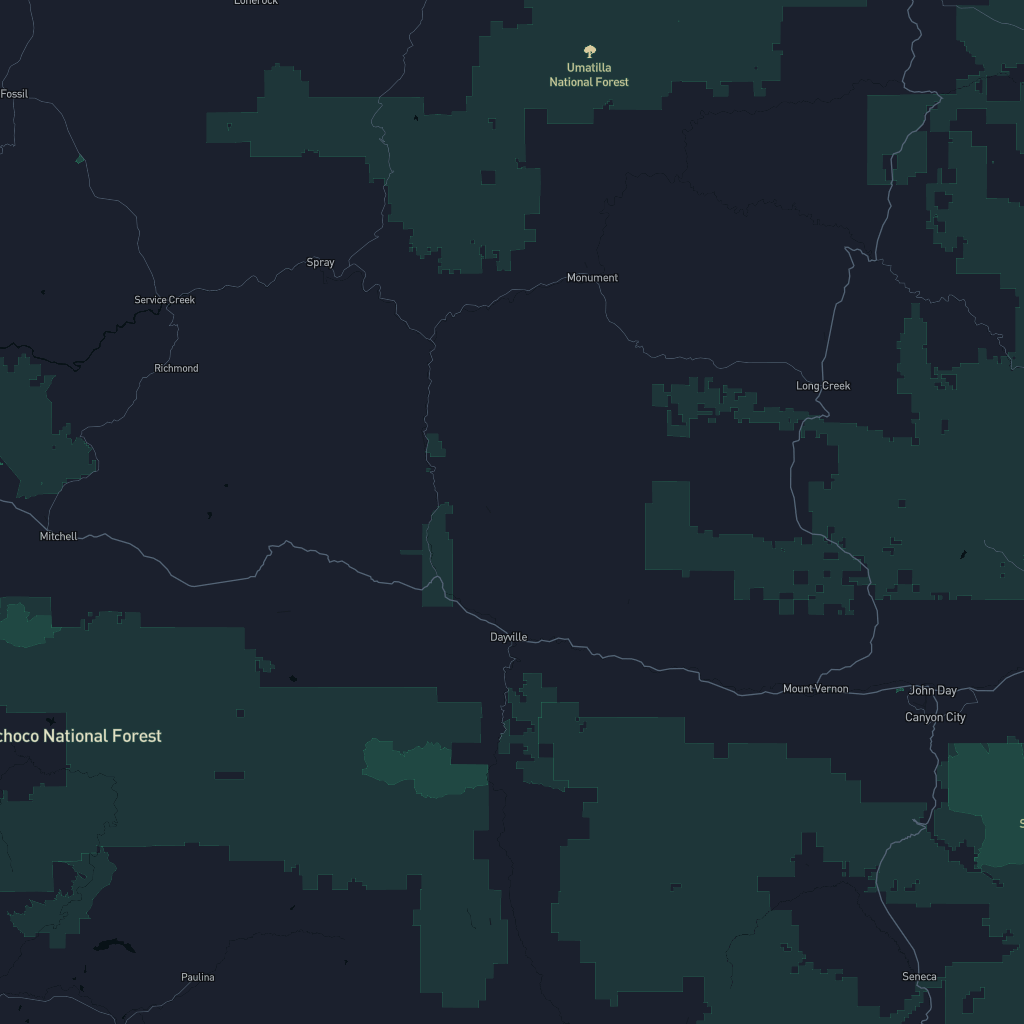 Lonerock
Umatilla
National Forest
Fossil
Spray
Monument
Service Creek
Richmond
Long Creek
Mitchell
Dayville
Mount Vernon
John Day
Canyon City
choco National Forest
S
Seneca
Paulina